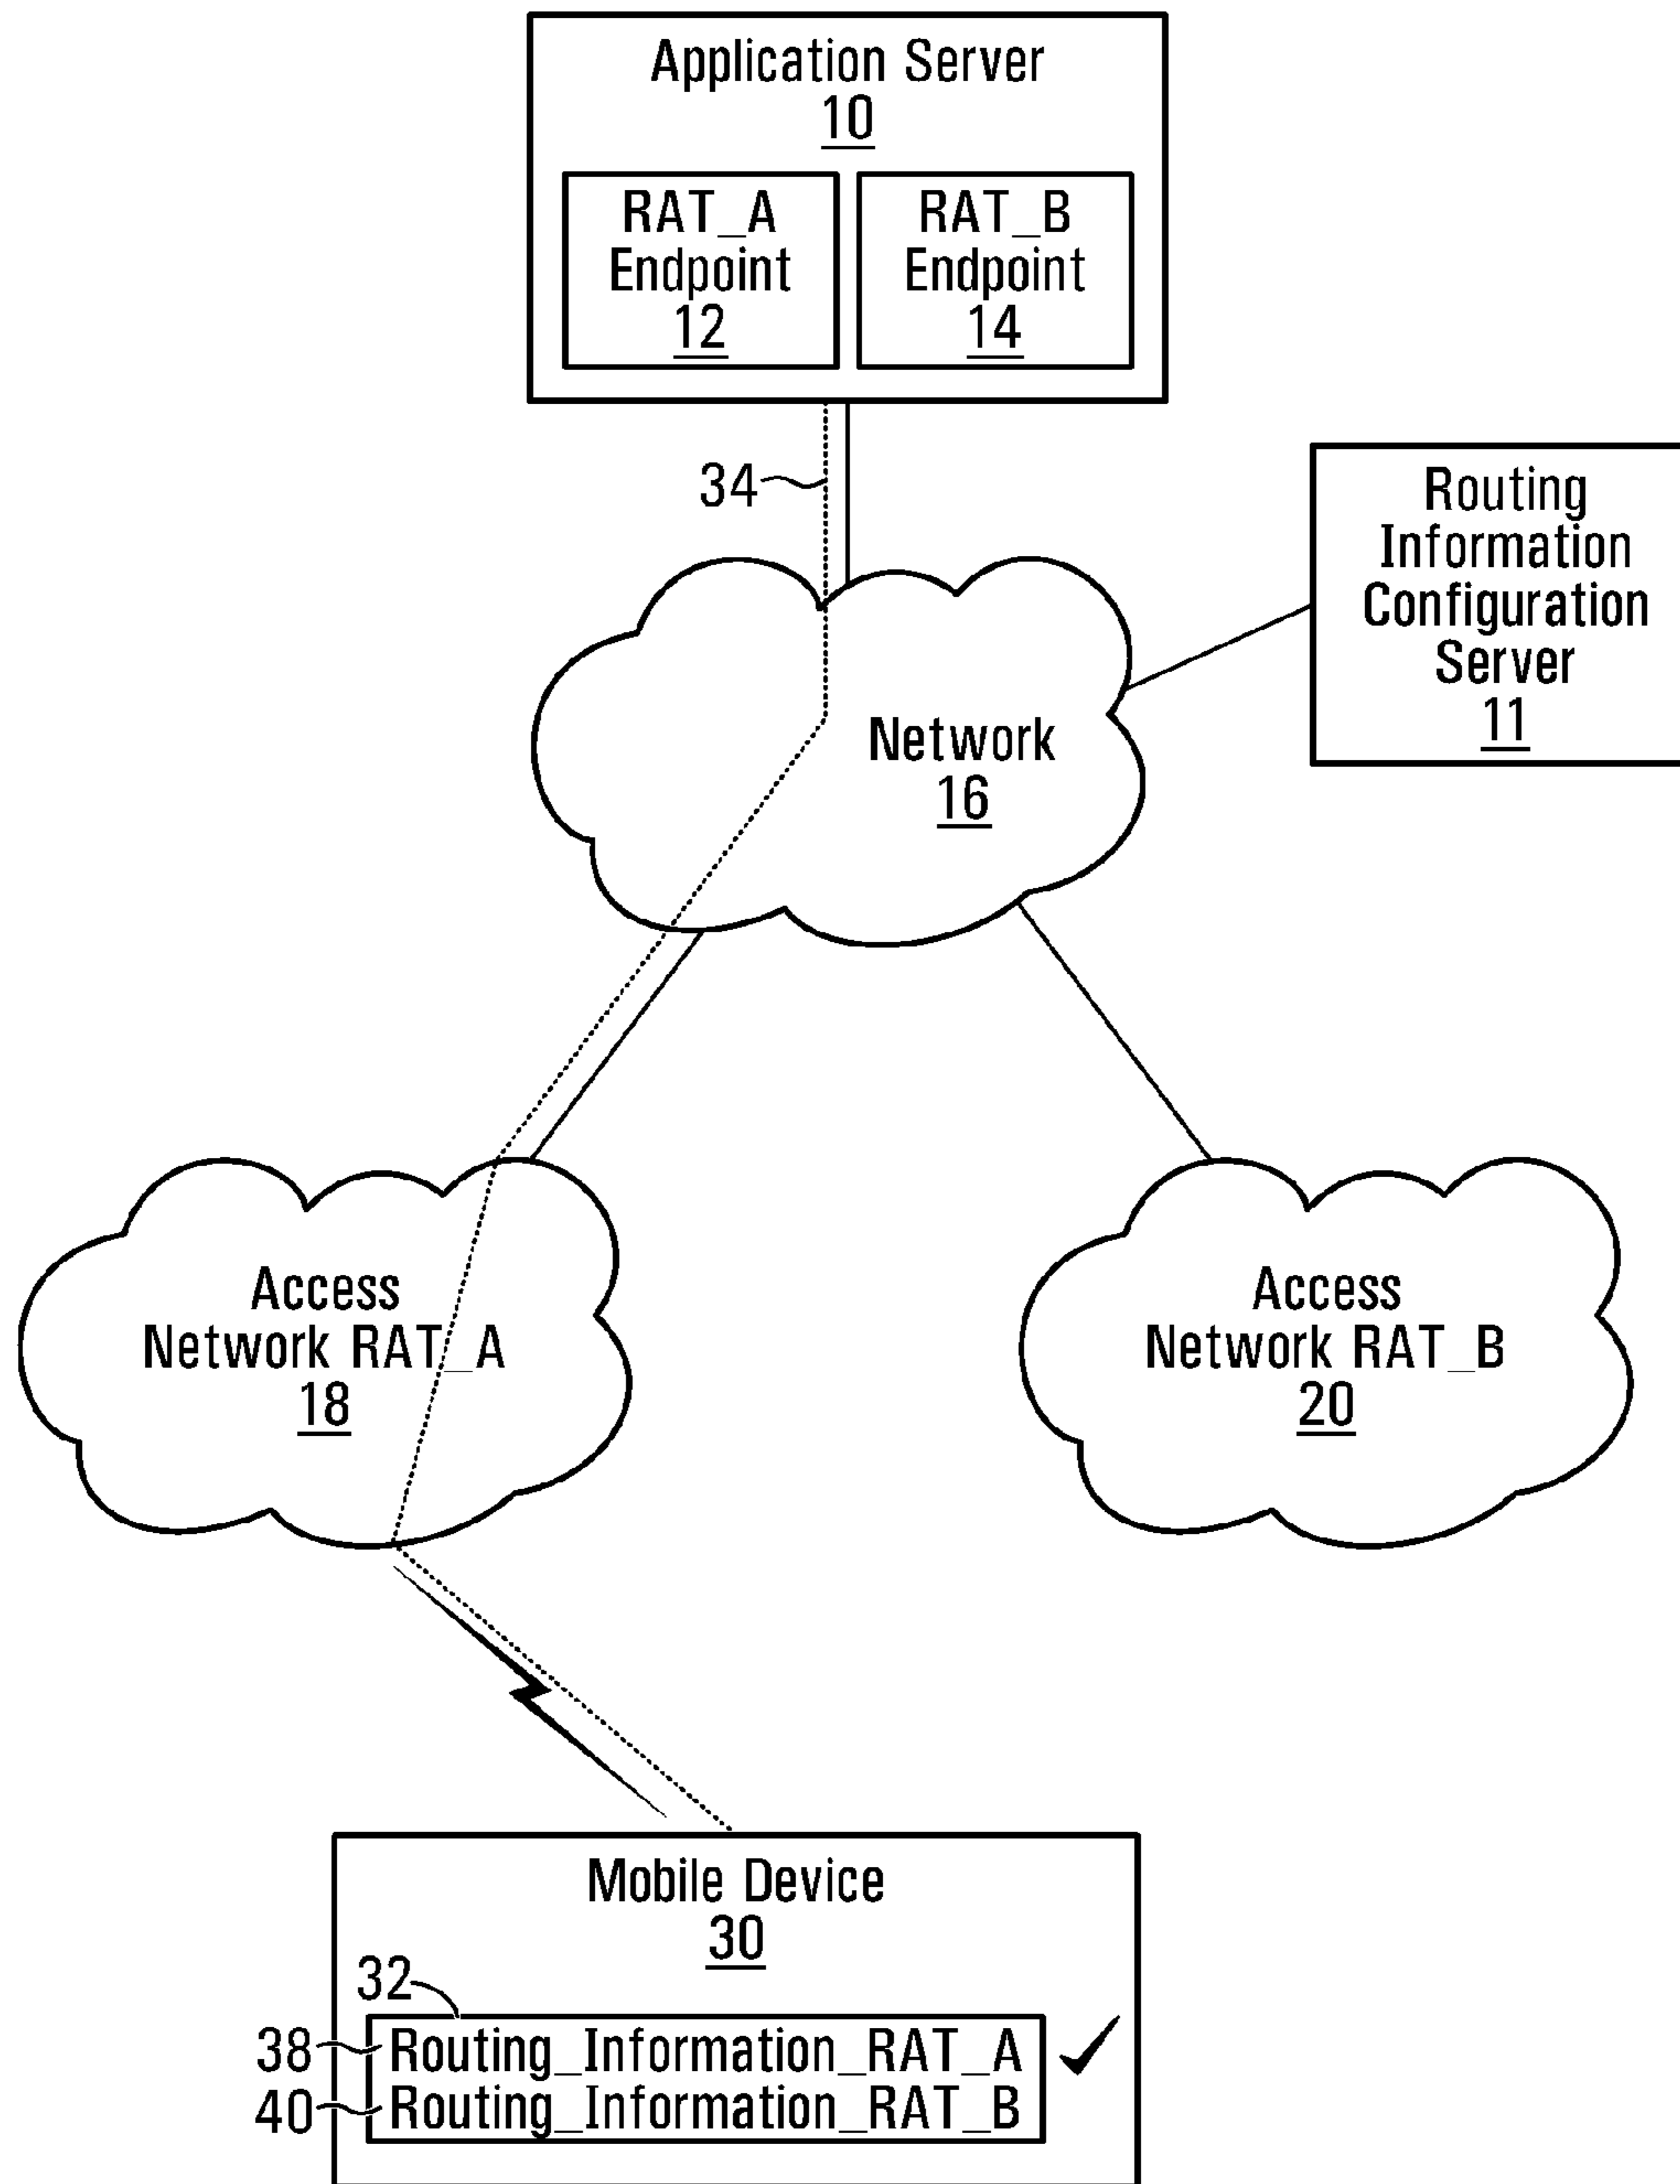 Application Server
10
RAT_A
Endpoint
12
RAT_B
Endpoint
14
34
Routing
Information
Configuration
Server
11
Network
16
Access
Network RAT_A
18
Access
Network RAT_B
20
Mobile Device
30
32
38
Routing_Information_RAT_A
40
Routing_Information_RAT_B